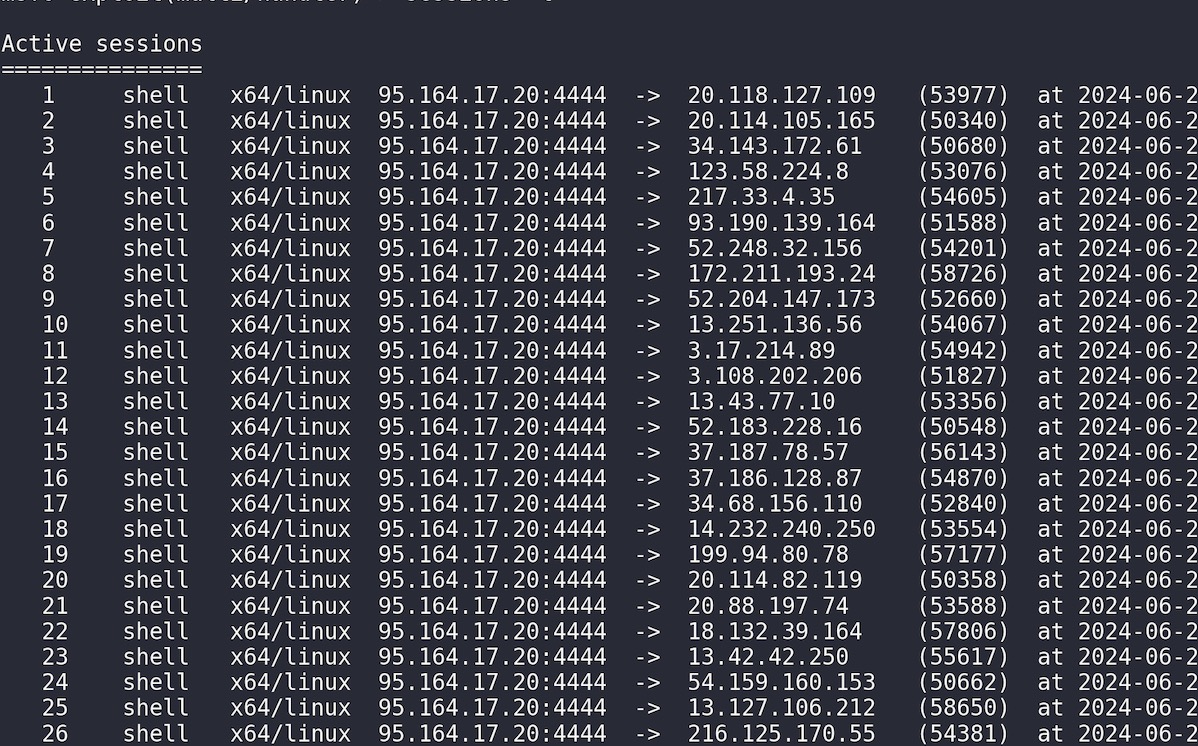 Active sessions
===============
1 shell x64/linux 95.164.17.20:4444 -> 20.118.127.109 (53977) at 2024-06-2
2 shell x64/linux 95.164.17.20:4444 -> 20.114.105.165 (50340) at 2024-06-2
3 shell x64/linux 95.164.17.20:4444 -> 34.143.172.61 (50680) at 2024-06-2
4 shell x64/linux 95.164.17.20:4444 -> 123.58.224.8 (53076) at 2024-06-2
5 shell x64/linux 95.164.17.20:4444 -> 217.33.4.35 (54605) at 2024-06-2
6 shell x64/linux 95.164.17.20:4444 -> 93.190.139.164 (51588) at 2024-06-2
7 shell x64/linux 95.164.17.20:4444 -> 52.248.32.156 (54201) at 2024-06-2
8 shell x64/linux 95.164.17.20:4444 -> 172.211.193.24 (58726) at 2024-06-2
9 shell x64/linux 95.164.17.20:4444 -> 52.204.147.173 (52660) at 2024-06-2
10 shell x64/linux 95.164.17.20:4444 -> 13.251.136.56 (54067) at 2024-06-2
11 shell x64/linux 95.164.17.20:4444 -> 3.17.214.89 (54942) at 2024-06-2
12 shell x64/linux 95.164.17.20:4444 -> 3.108.202.206 (51827) at 2024-06-2
13 shell x64/linux 95.164.17.20:4444 -> 13.43.77.10 (53356) at 2024-06-2
14 shell x64/linux 95.164.17.20:4444 -> 52.183.228.16 (50548) at 2024-06-2
15 shell x64/linux 95.164.17.20:4444 -> 37.187.78.57 (56143) at 2024-06-2
16 shell x64/linux 95.164.17.20:4444 -> 37.186.128.87 (54870) at 2024-06-2
17 shell x64/linux 95.164.17.20:4444 -> 34.68.156.110 (52840) at 2024-06-2
18 shell x64/linux 95.164.17.20:4444 -> 14.232.240.250 (53554) at 2024-06-2
19 shell x64/linux 95.164.17.20:4444 -> 199.94.80.78 (57177) at 2024-06-2
20 shell x64/linux 95.164.17.20:4444 -> 20.114.82.119 (50358) at 2024-06-2
21 shell x64/linux 95.164.17.20:4444 -> 20.88.197.74 (53588) at 2024-06-2
22 shell x64/linux 95.164.17.20:4444 -> 18.132.39.164 (57806) at 2024-06-2
23 shell x64/linux 95.164.17.20:4444 -> 13.42.42.250 (55617) at 2024-06-2
24 shell x64/linux 95.164.17.20:4444 -> 54.159.160.153 (50662) at 2024-06-2
25 shell x64/linux 95.164.17.20:4444 -> 13.127.106.212 (58650) at 2024-06-2
26 shell x64/linux 95.164.17.20:4444 -> 216.125.170.55 (54381) at 2024-06-2